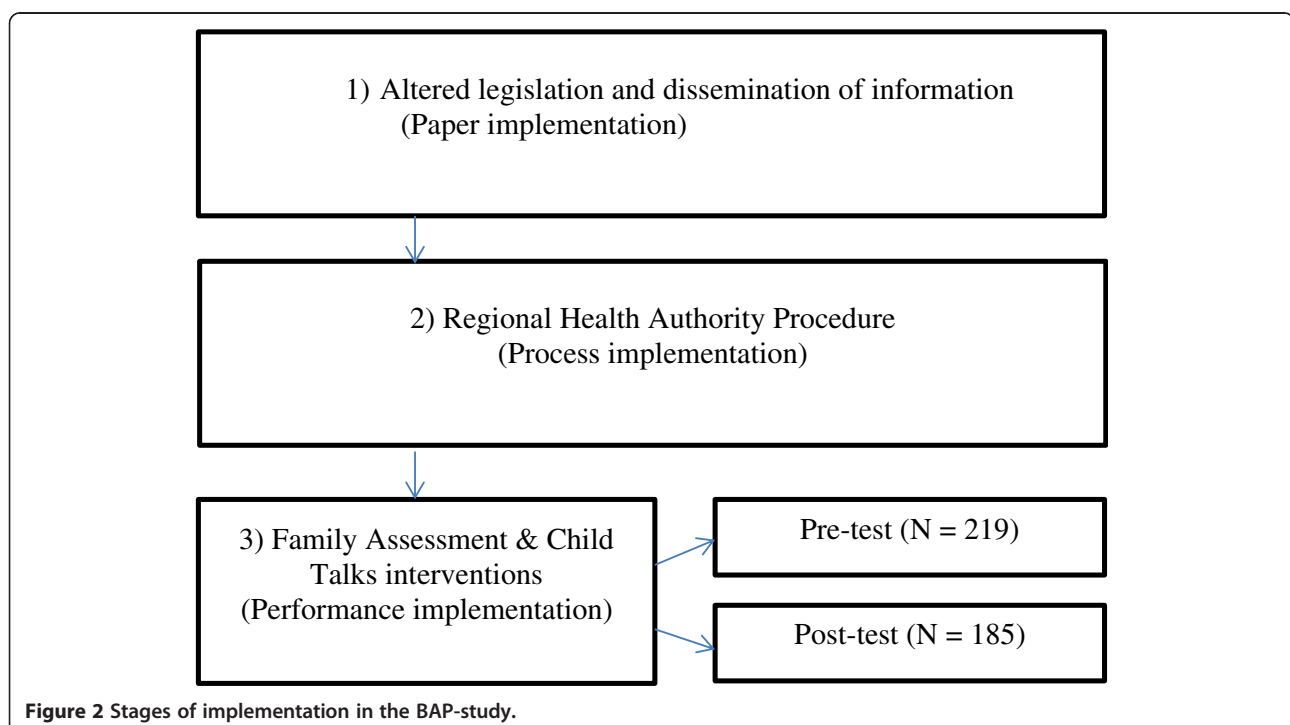 1) Altered legislation and dissemination of information
(Paper implementation)
2) Regional Health Authority Procedure
(Process implementation)
3) Family Assessment & Child
Talks interventions
(Performance implementation)
Pre-test (N = 219)
Post-test (N = 185)
Figure 2 Stages of implementation in the BAP-study.